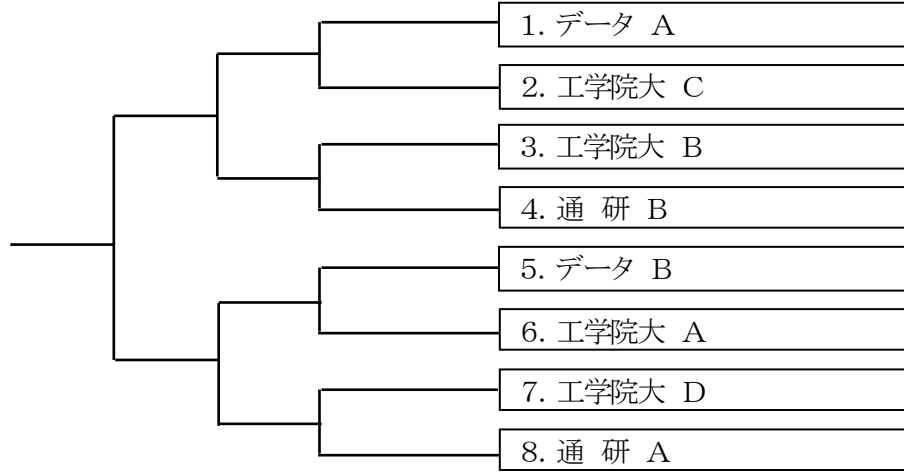 １. データ A
２. 工学院大 C
３. 工学院大 B
４. 通 研 B
５. データ B
６. 工学院大 A
７. 工学院大 D
８. 通 研 A